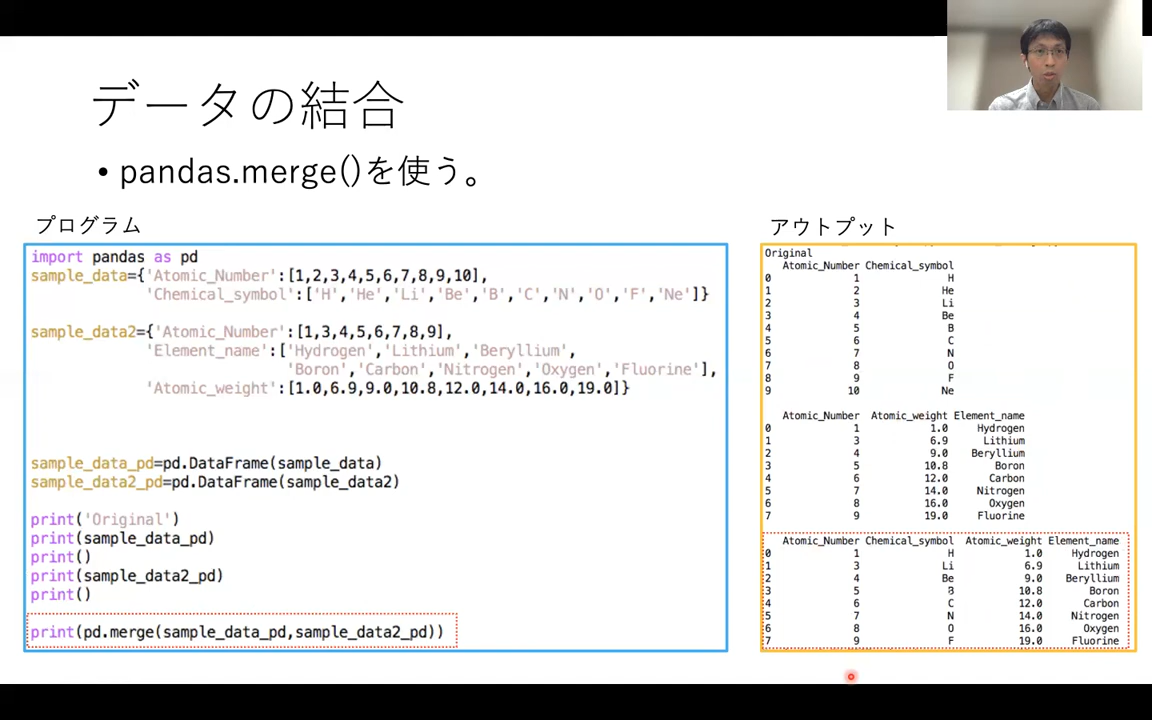 データの結合
• pandas.merge()を使う。
プログラム
import pandas as pd
sample_data={'Atomic_Number':[1,2,3,4,5,6,7,8,9,10],
'Chemical_symbol':['H','He','Li','Be','B','C','N','O','F','Ne']}
sample_data2={'Atomic_Number':[1,3,4,5,6,7,8,9],
'Element_name':['Hydrogen','Lithium','Beryllium',
'Boron','Carbon','Nitrogen','Oxygen','Fluorine'],
'Atomic_weight':[1.0,6.9,9.0,10.8,12.0,14.0,16.0,19.0]}
sample_data_pd=pd.DataFrame(sample_data)
sample_data2_pd=pd.DataFrame(sample_data2)
print('Original')
print(sample_data_pd)
print()
print(sample_data2_pd)
print()
print(pd.merge(sample_data_pd,sample_data2_pd))
アウトプット
Original
Atomic_Number Chemical_symbol
0 1 H
1 2 He
2 3 Li
3 4 Be
4 5 B
5 6 C
6 7 N
7 8 O
8 9 F
9 10 Ne
Atomic_Number Atomic_weight Element_name
0 1 1.0 Hydrogen
1 3 6.9 Lithium
2 4 9.0 Beryllium
3 5 10.8 Boron
4 6 12.0 Carbon
5 7 14.0 Nitrogen
6 8 16.0 Oxygen
7 9 19.0 Fluorine
Atomic_Number Chemical_symbol Atomic_weight Element_name
0 1 H 1.0 Hydrogen
1 3 Li 6.9 Lithium
2 4 Be 9.0 Beryllium
3 5 B 10.8 Boron
4 6 C 12.0 Carbon
5 7 N 14.0 Nitrogen
6 8 O 16.0 Oxygen
7 9 F 19.0 Fluorine